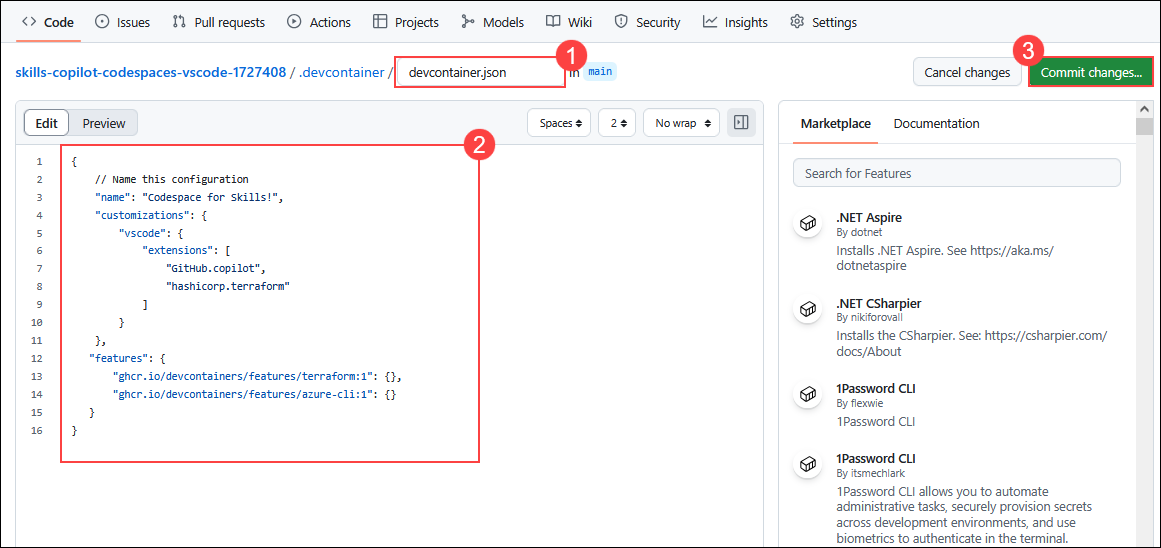 Code Issues Pull requests Actions Projects Models Wiki Security Insights Settings
1
3
skills-copilot-codespaces-vscode-1727408 / .devcontainer / devcontainer.json in main Cancel changes Commit changes...
Edit Preview Spaces 2 No wrap
2
1 {
2 // Name this configuration
3 "name": "Codespace for Skills!",
4 "customizations": {
5 "vscode": {
6 "extensions": [
7 "GitHub.copilot",
8 "hashicorp.terraform"
9 ]
10 }
11 },
12 "features": {
13 "ghcr.io/devcontainers/features/terraform:1": {},
14 "ghcr.io/devcontainers/features/azure-cli:1": {}
15 }
16 }
Marketplace Documentation
Search for Features
.NET Aspire
By dotnet
Installs .NET Aspire. See https://aka.ms/
dotnetaspire
.NET CSharpier
By nikiforovall
Installs the CSharpier. See: https://csharpier.com/
docs/About
1Password CLI
By flexwie
1Password CLI
1Password CLI
By itsmechlark
1Password CLI allows you to automate
administrative tasks, securely provision secrets
across development environments, and use
biometrics to authenticate in the terminal.